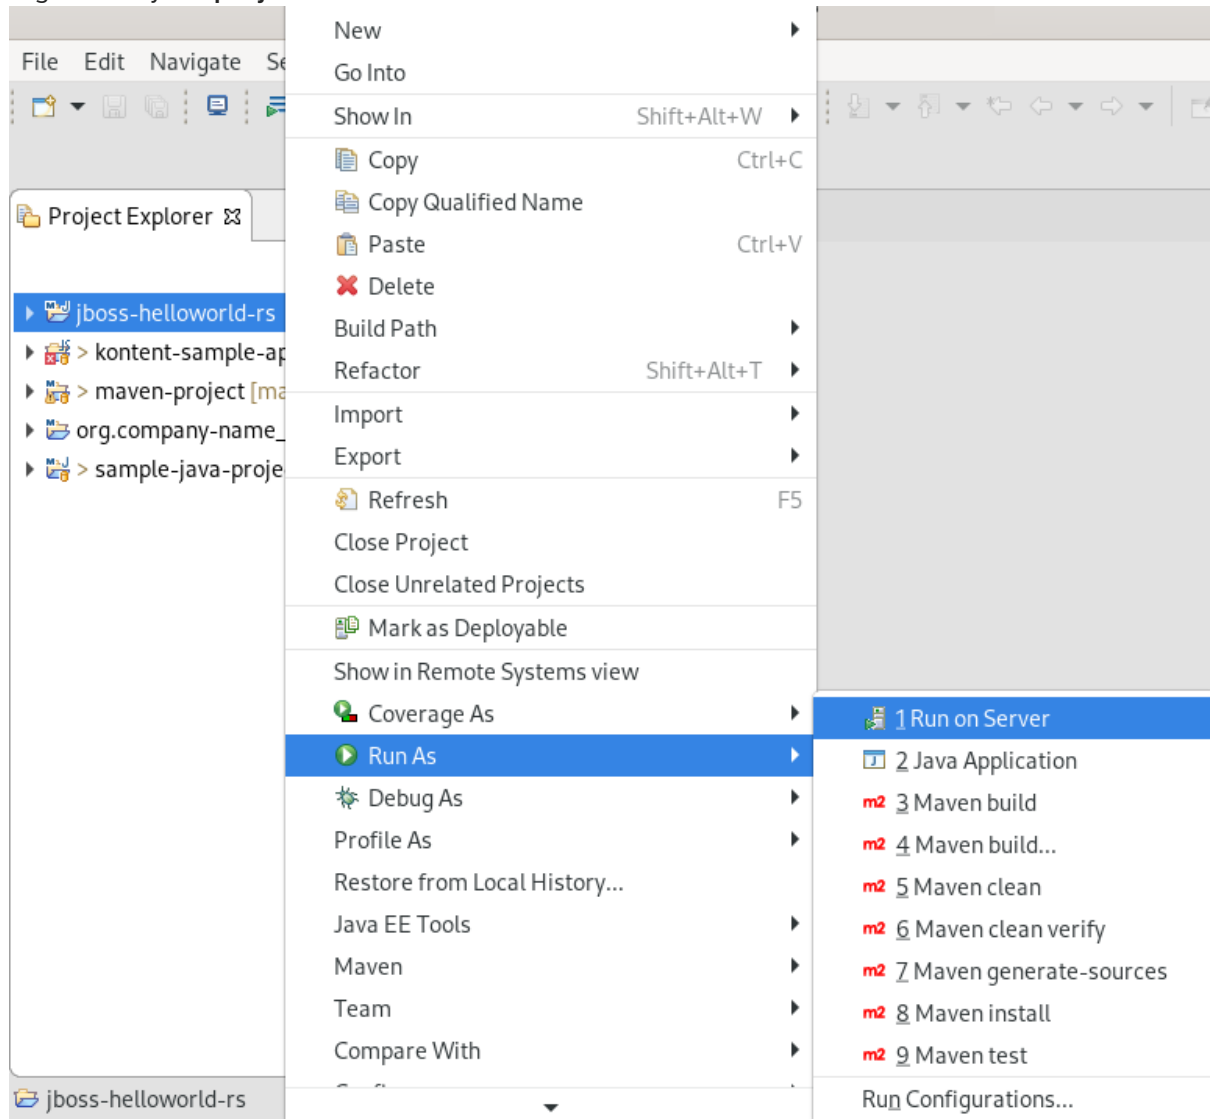 New
File Edit Navigate
Go Into
Show In Shift+Alt+W
Copy Ctrl+C
Copy Qualified Name
Project Explorer
Paste Ctrl+V
Delete
jboss-helloworld-rs
Build Path
> kontent-sample-ap
Refactor Shift+Alt+T
> maven-project [ma
Import
org.company-name_
Export
> sample-java-proje
Refresh F5
Close Project
Close Unrelated Projects
Mark as Deployable
Show in Remote Systems view
Coverage As
1 Run on Server
Run As
2 Java Application
Debug As
m2 3 Maven build
Profile As
m2 4 Maven build...
Restore from Local History...
m2 5 Maven clean
Java EE Tools
m2 6 Maven clean verify
Maven
m2 7 Maven generate-sources
Team
m2 8 Maven install
Compare With
m2 9 Maven test
jboss-helloworld-rs
Run Configurations...